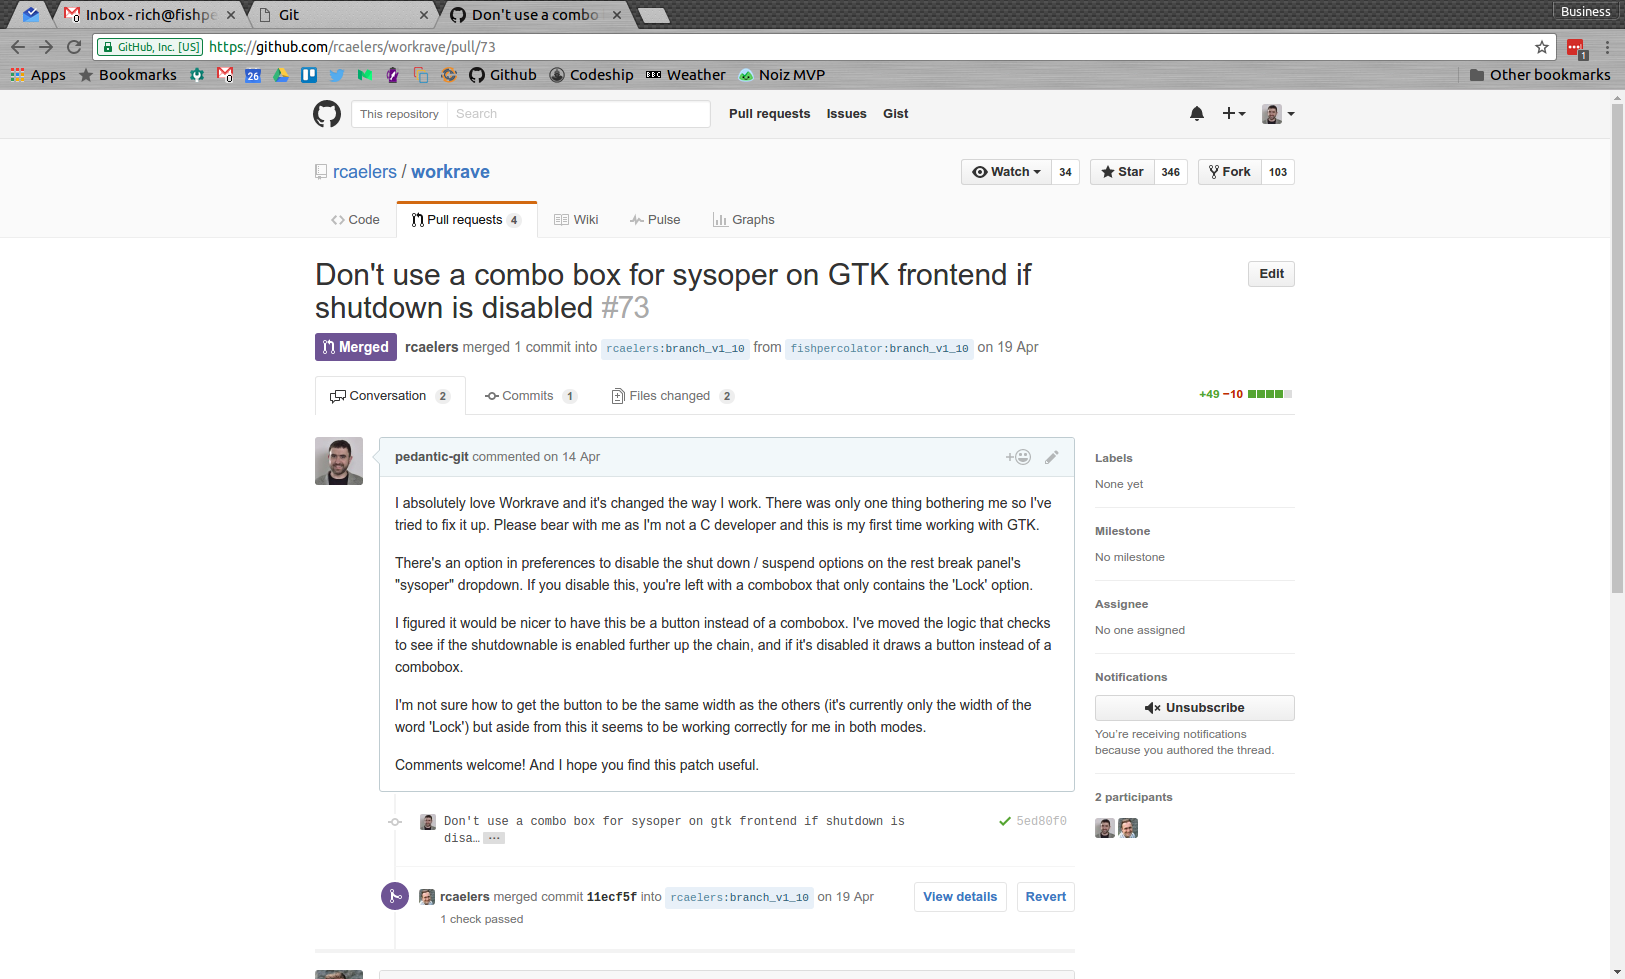 Inbox - rich@fishpe
Git
Don't use a combo
Business
GitHub, Inc. [US]
https://github.com/rcaelers/workrave/pull/73
1
Apps
Bookmarks
26
Github
Codeship
BBC
Weather
Noiz MVP
Other bookmarks
This repository
Search
Pull requests
Issues
Gist
rcaelers / workrave
Watch
34
Star
346
Fork
103
Code
Pull requests 4
Wiki
Pulse
Graphs
Don't use a combo box for sysoper on GTK frontend if
shutdown is disabled #73
Edit
Merged
rcaelers merged 1 commit into rcaelers:branch_v1_10 from fishpercolator:branch_v1_10 on 19 Apr
Conversation 2
Commits 1
Files changed 2
+49 −10
pedantic-git commented on 14 Apr
I absolutely love Workrave and it's changed the way I work. There was only one thing bothering me so I've
tried to fix it up. Please bear with me as I'm not a C developer and this is my first time working with GTK.
There's an option in preferences to disable the shut down / suspend options on the rest break panel's
"sysoper" dropdown. If you disable this, you're left with a combobox that only contains the 'Lock' option.
I figured it would be nicer to have this be a button instead of a combobox. I've moved the logic that checks
to see if the shutdownable is enabled further up the chain, and if it's disabled it draws a button instead of a
combobox.
I'm not sure how to get the button to be the same width as the others (it's currently only the width of the
word 'Lock') but aside from this it seems to be working correctly for me in both modes.
Comments welcome! And I hope you find this patch useful.
Don't use a combo box for sysoper on gtk frontend if shutdown is
disa… …
5ed80f0
rcaelers merged commit 11ecf5f into rcaelers:branch_v1_10 on 19 Apr
View details
Revert
1 check passed
Labels
None yet
Milestone
No milestone
Assignee
No one assigned
Notifications
Unsubscribe
You're receiving notifications
because you authored the thread.
2 participants